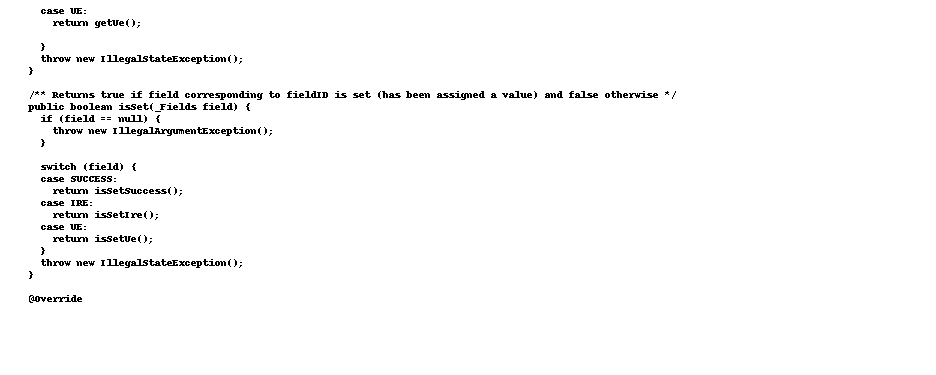 case UE:
return getUe();
}
throw new IllegalStateException();
}
/** Returns true if field corresponding to fieldID is set (has been assigned a value) and false otherwise */
public boolean isSet(_Fields field) {
if (field == null) {
throw new IllegalArgumentException();
}
switch (field) {
case SUCCESS:
return isSetSuccess();
case IRE:
return isSetIre();
case UE:
return isSetUe();
}
throw new IllegalStateException();
}
@Override